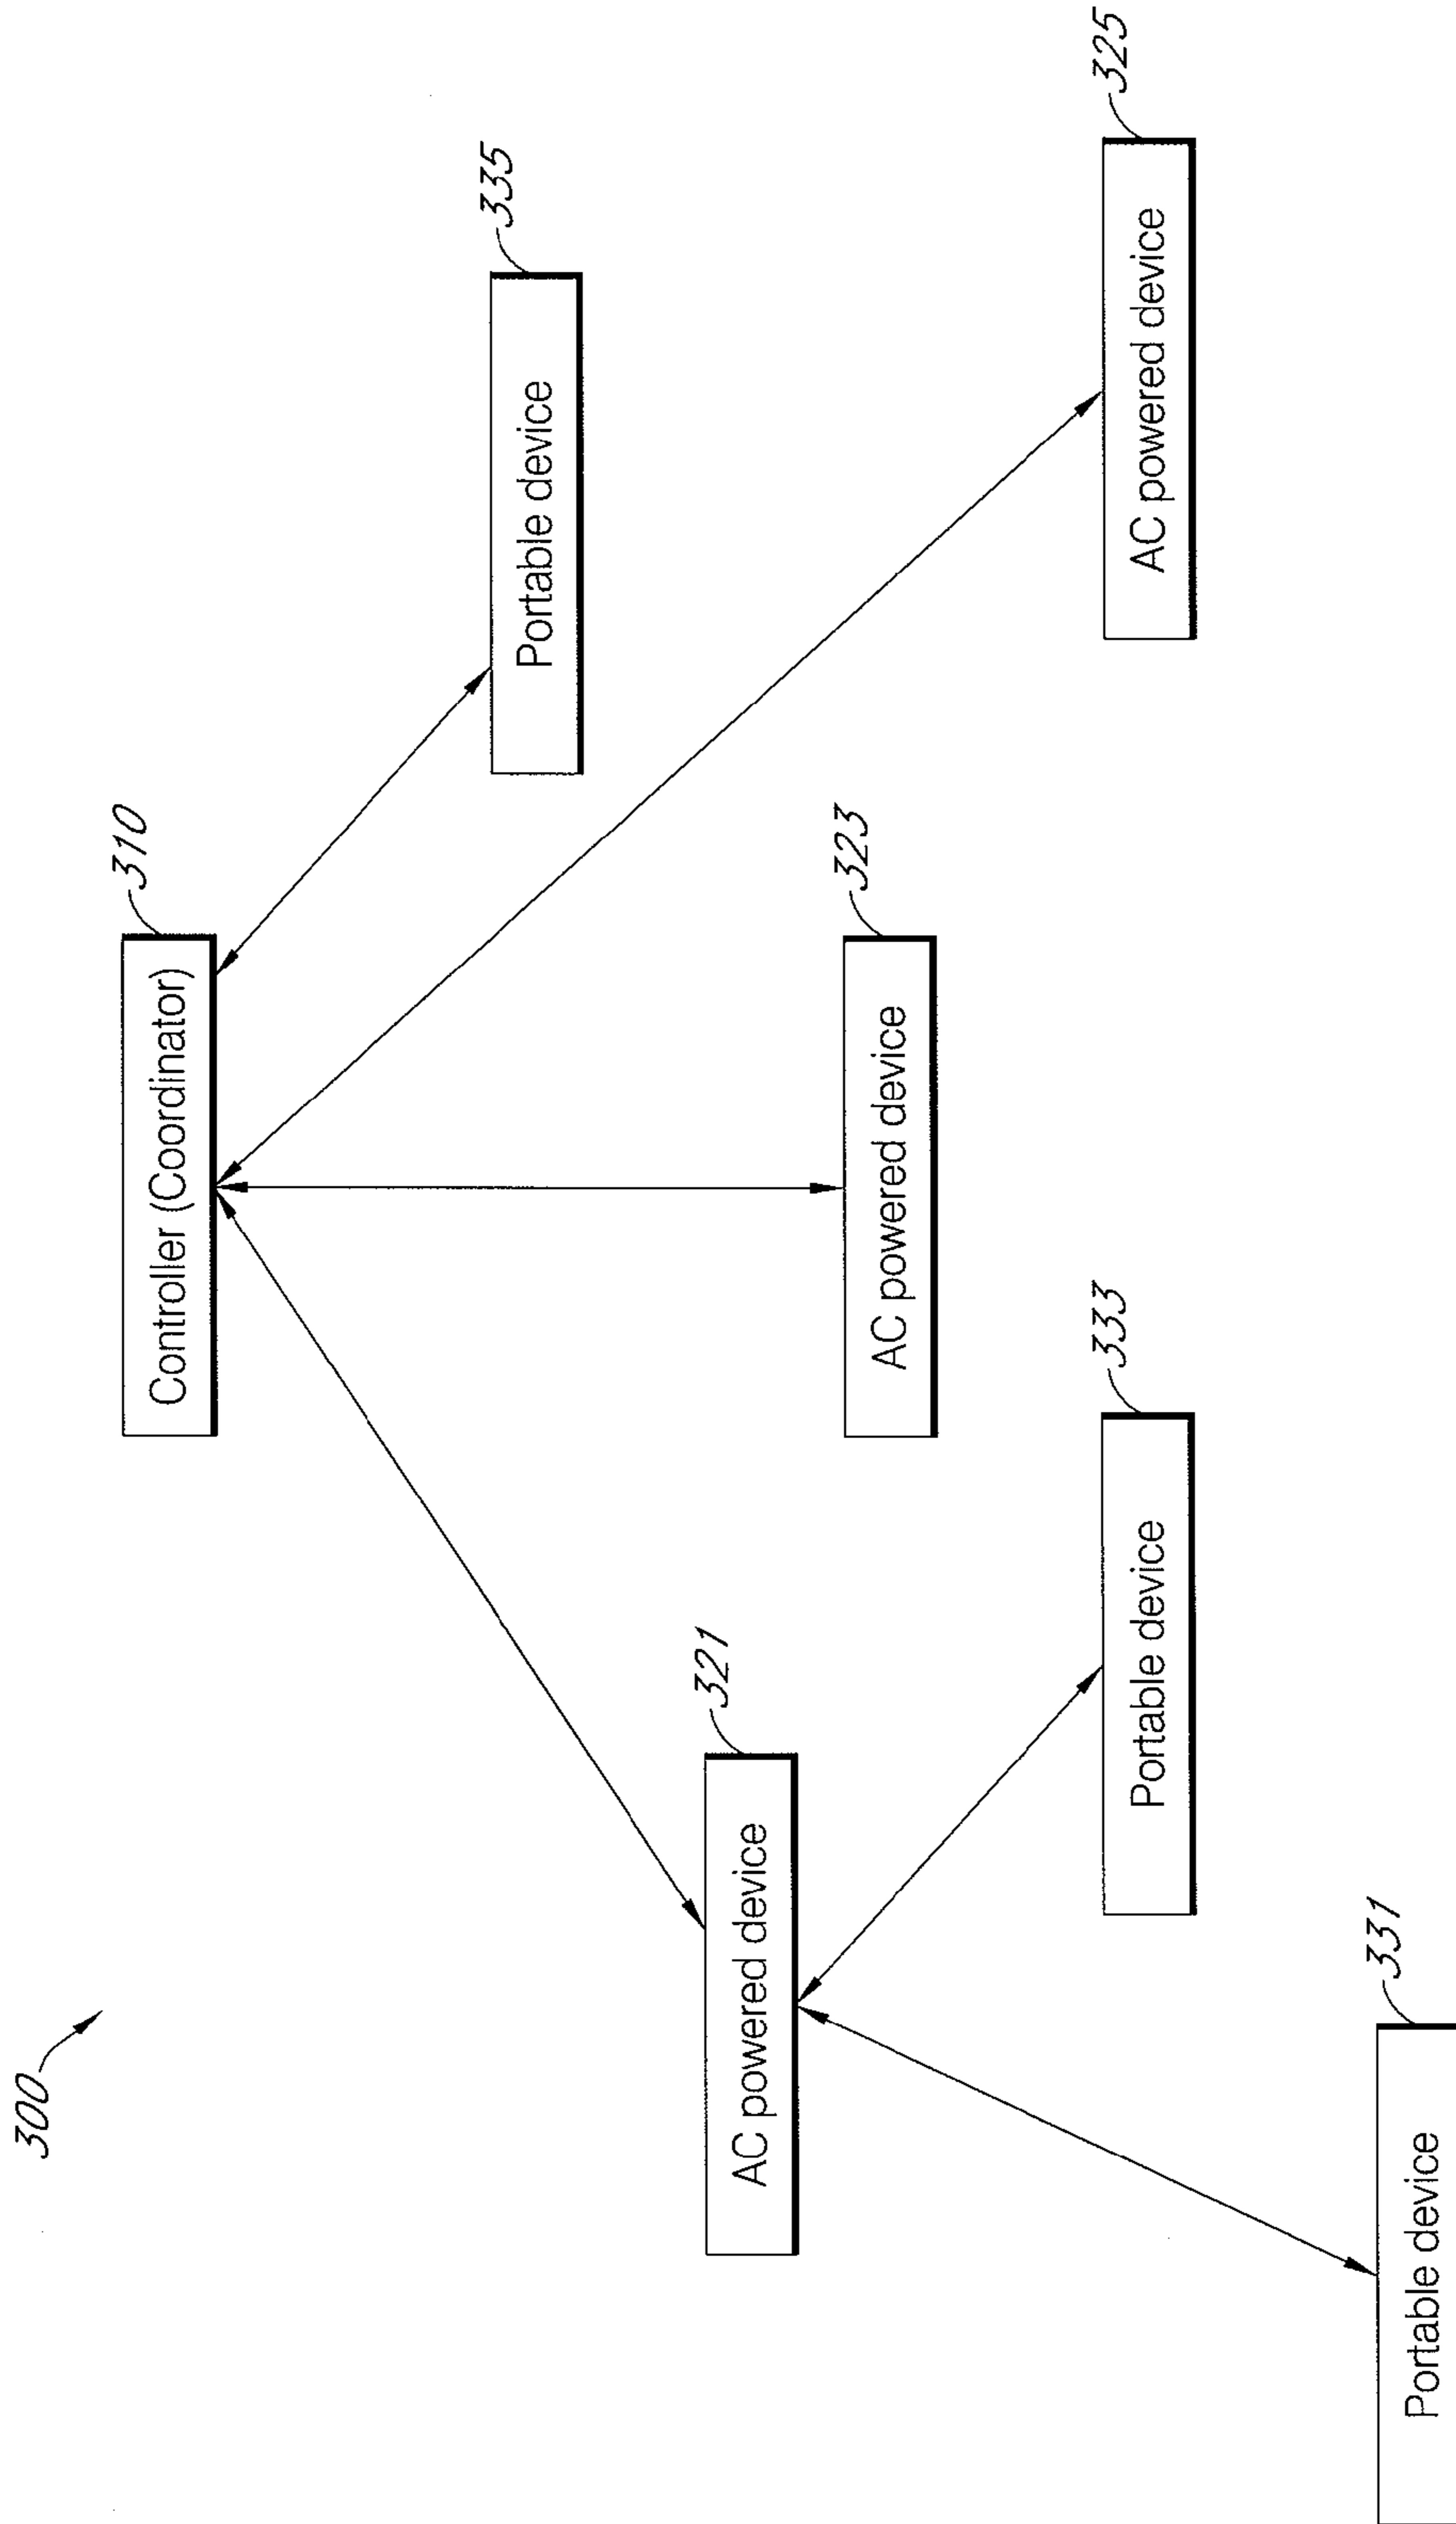 300
310
Controller (Coordinator)
335
Portable device
321
AC powered device
323
AC powered device
333
Portable device
325
AC powered device
331
Portable device